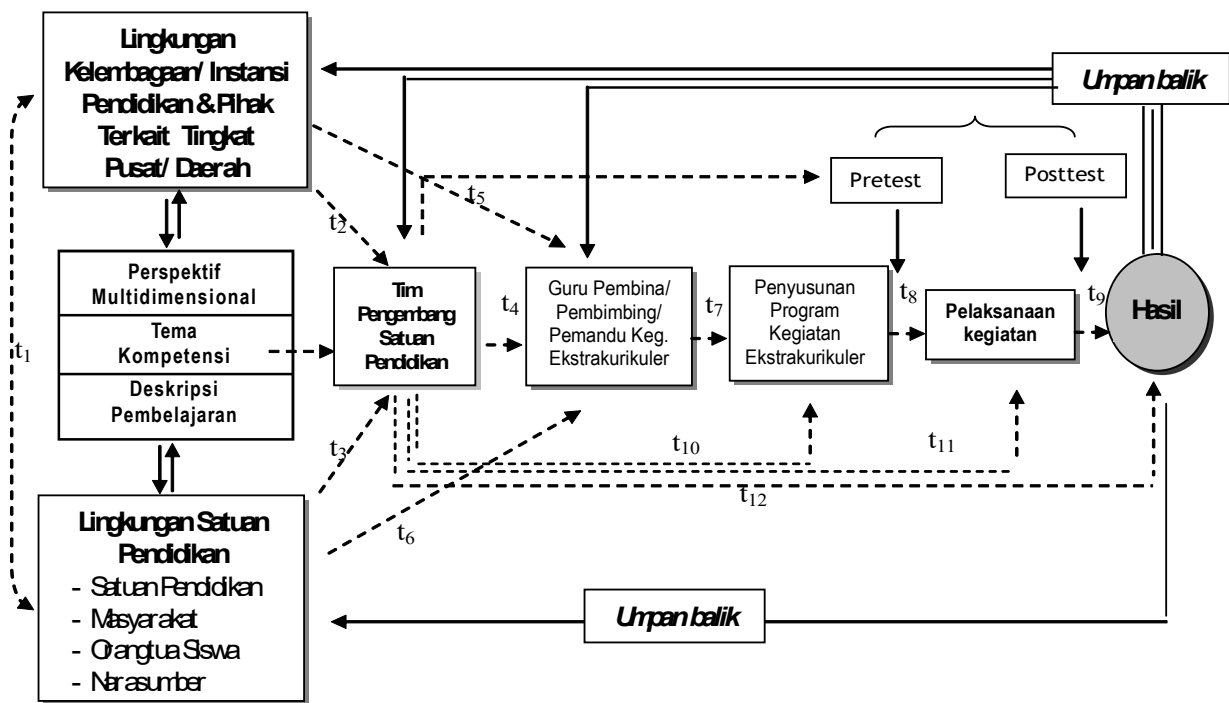 Lingkungan
Kelembagaan/ Instansi
Pendidikan & Pihak
Terkait Tingkat
Pusat/ Daerah
Umpan balik
Pretest
Posttest
t1
t2
t5
Perspektif
Multidimensional
Tema
Kompetensi
Deskripsi
Pembelajaran
Tim
Pengembang
Satuan
Pendidikan
t4
Guru Pembina/
Pembimbing/
Pemandu Keg.
Ekstrakurikuler
t7
Penyusunan
Program
Kegiatan
Ekstrakurikuler
t8
Pelaksanaan
kegiatan
t9
Hasil
t3
t10
t11
t12
t6
Lingkungan Satuan
Pendidikan
- Satuan Pendidikan
- Masyarakat
- Orangtua Siswa
- Narasumber
Umpan balik